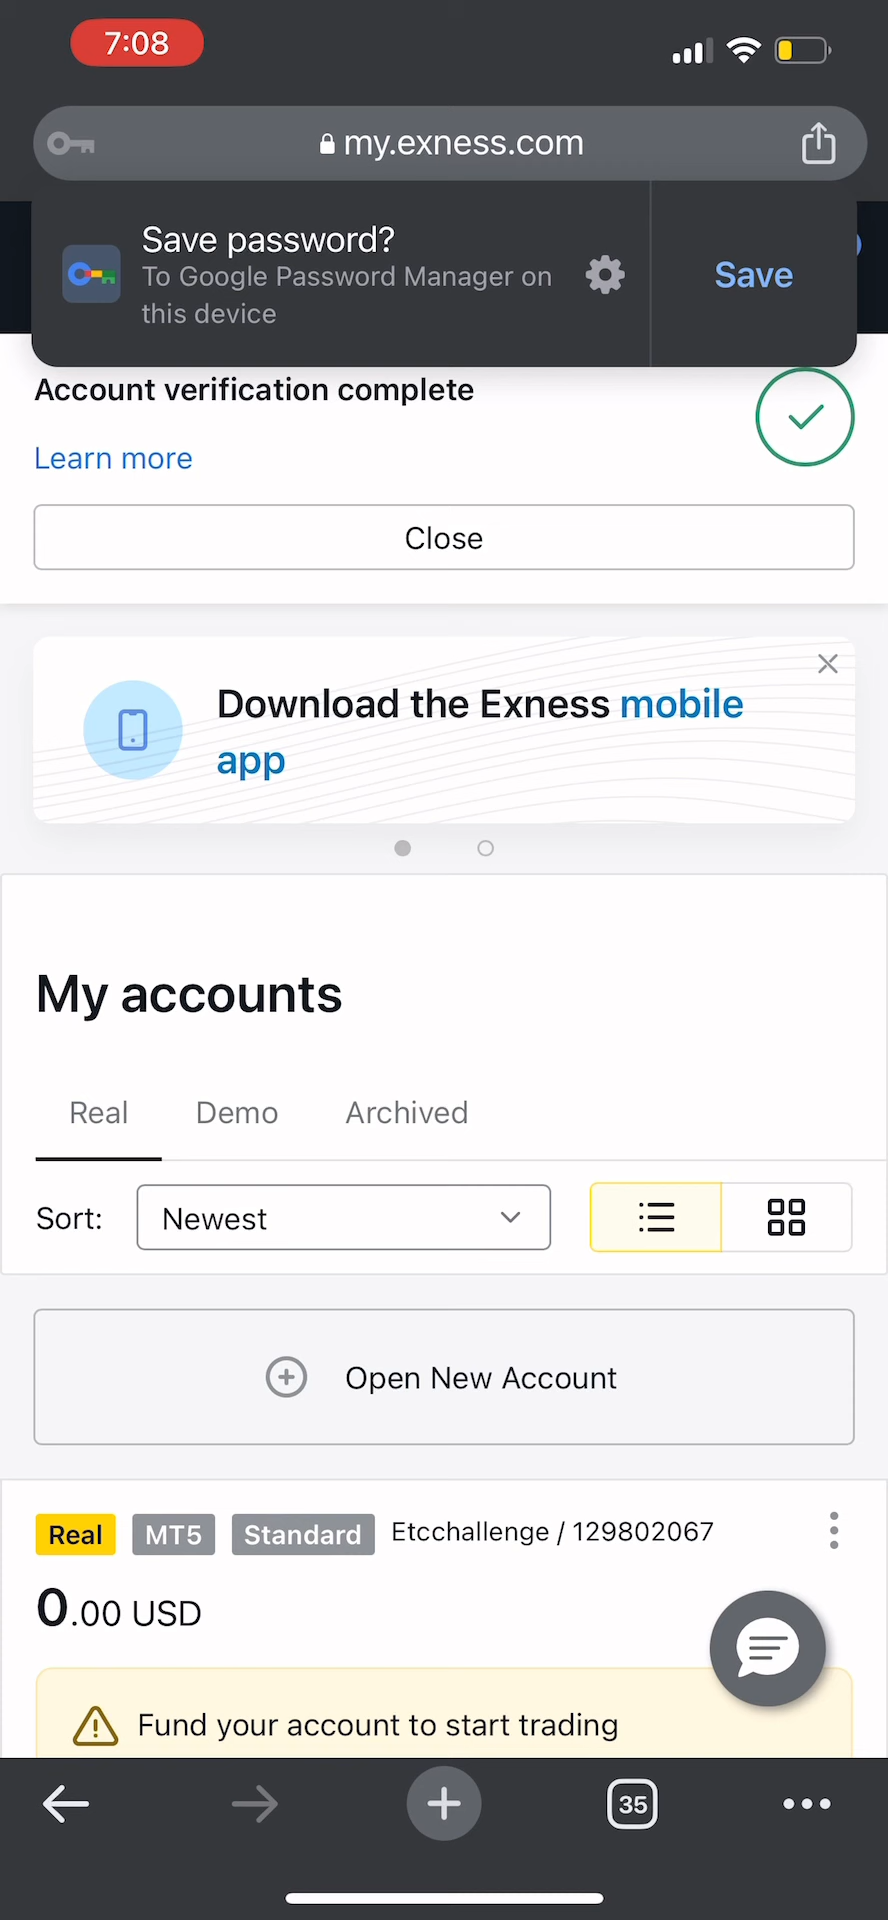 7:08
my.exness.com
Save password?
To Google Password Manager on
this device
Save
Account verification complete
Learn more
Close
Download the Exness mobile
app
My accounts
Real Demo Archived
Sort: Newest
Open New Account
Real MT5 Standard Etcchallenge / 129802067
0.00 USD
Fund your account to start trading
35